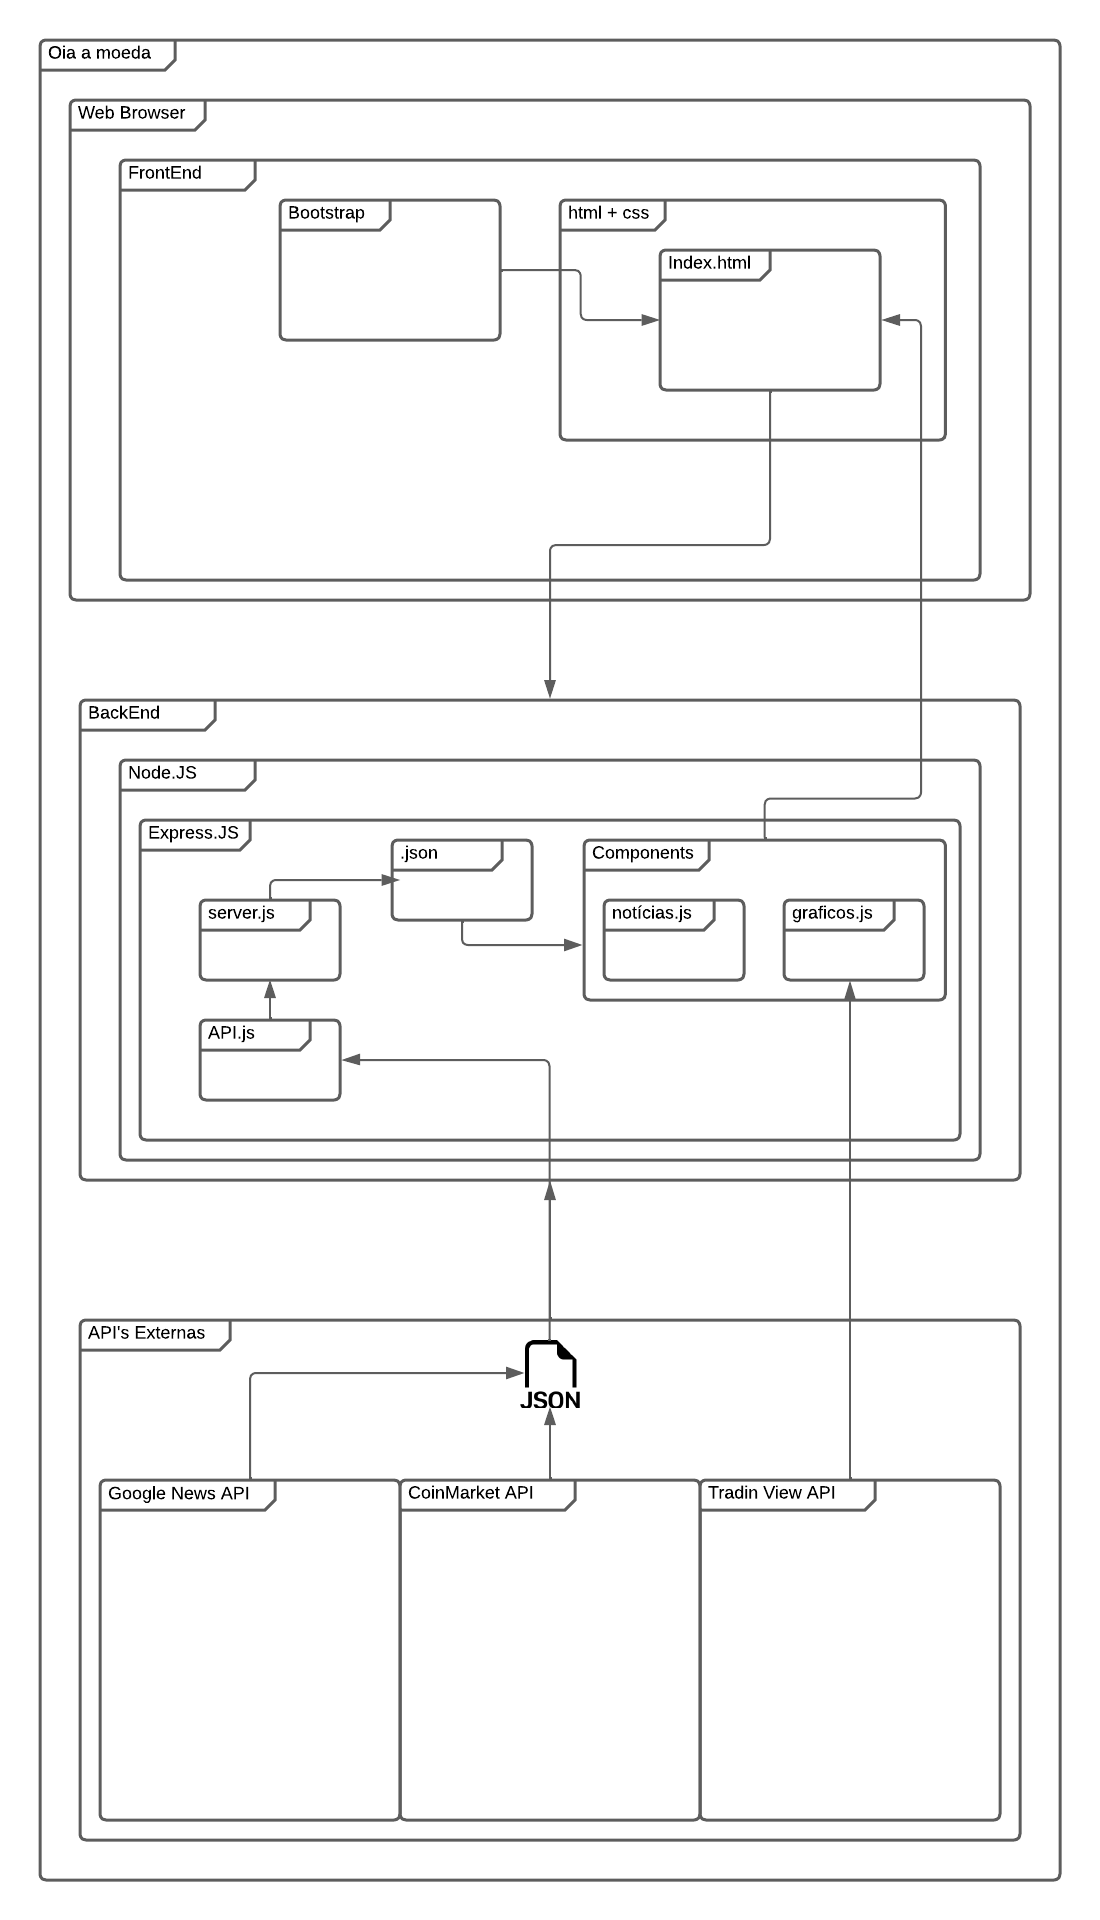 Oia a moeda
Web Browser
FrontEnd
Bootstrap
html + css
Index.html
BackEnd
Node.JS
Express.JS
.json
Components
server.js
notícias.js
graficos.js
API.js
API's Externas
JSON
Google News API
CoinMarket API
Tradin View API